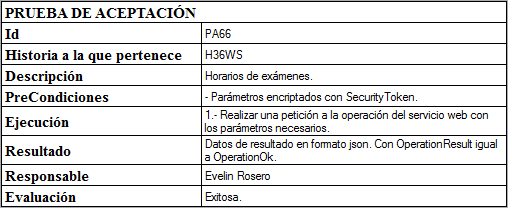 PRUEBA DE ACEPTACIÓN
Id PA66
Historia a la que pertenece H36WS
Descripción Horarios de exámenes.
PreCondiciones - Parámetros encriptados con SecurityToken.
Ejecución 1.- Realizar una petición a la operación del servicio web con
los parámetros necesarios.
Resultado Datos de resultado en formato json. Con OperationResult igual
a OperationOk.
Responsable Evelin Rosero
Evaluación Exitosa.